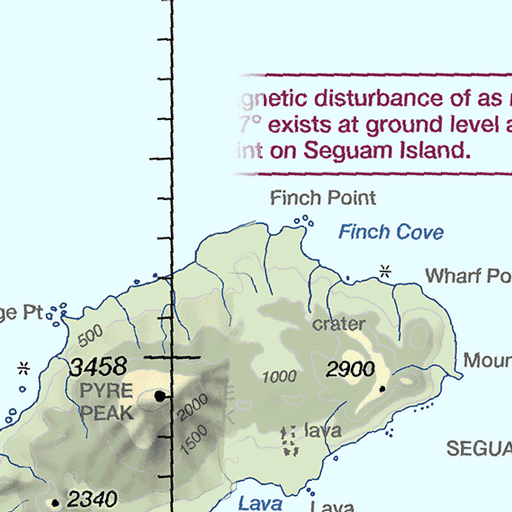 gnetic disturbance of as
7° exists at ground level a
int on Seguam Island.
Finch Point
Finch Cove
Wharf Po
ge Pt
500
crater
3458
PYRE
PEAK
1000
2900
Moun
2000
1500
lava
SEGUA
2340
Lava
Lava